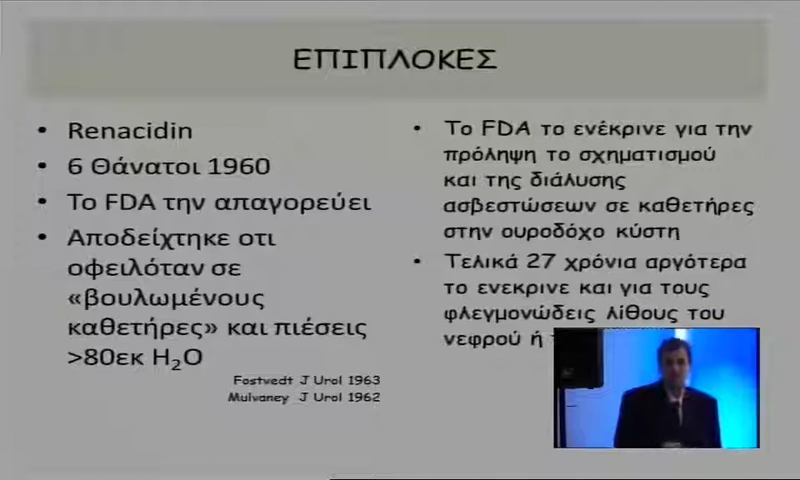 ΕΠΙΠΛΟΚΕΣ
• Renacidin
• 6 Θάνατοι 1960
• Το FDA την απαγορεύει
• Αποδείχτηκε οτι
οφειλόταν σε
«βουλωμένους
καθετήρες» και πιέσεις
>80εκ H₂O
Fostvedt J Urol 1963
Mulvaney J Urol 1962
• Το FDA το ενέκρινε για την
πρόληψη το σχηματισμού
και της διάλυσης
ασβεστώσεων σε καθετήρες
στην ουροδόχο κύστη
• Τελικά 27 χρόνια αργότερα
το ενεκρινε και για τους
φλεγμονώδεις λίθους του
νεφρού ή